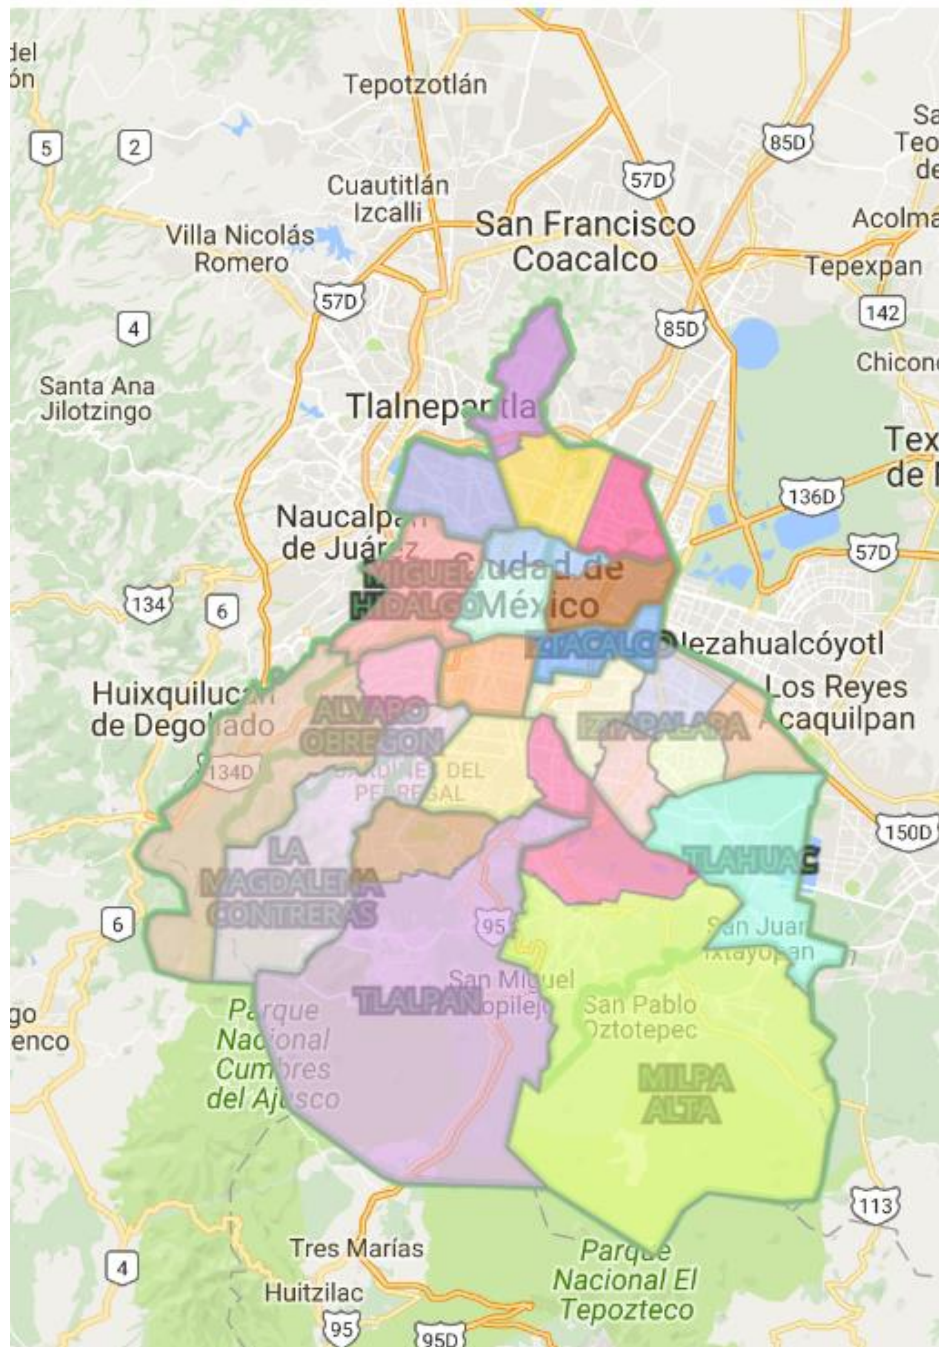 del
ón
Tepotzotlán
Sa
Teo
de
5
2
85D
57D
Cuautitlán
Izcalli
Villa Nicolás
Romero
San Francisco
Coacalco
Acolma
Tepexpan
57D
142
4
85D
Santa Ana
Jilotzingo
Chicon
Tlalnepantla
Tex
de
136D
Naucalpan
de Juárez
57D
MIGUEL
HIDALGO
Ciudad de
México
134
6
IZTACALCO
Nezahualcóyotl
Huixquilucan
de Degollado
Los Reyes
Acaquilpan
ALVARO
OBREGON
IZTAPALAPA
134D
JARDINES DEL
PEDREGAL
150D
LA
MAGDALENA
CONTRERAS
TLAHUAC
6
95
San Juan
Ixtayopan
San Miguel
Topilejo
TLALPAN
go
enco
Parque
Nacional
Cumbres
del Ajusco
San Pablo
Oztotepec
MILPA
ALTA
113
Tres Marías
4
Huitzilac
Parque
Nacional El
Tepozteco
95
95D